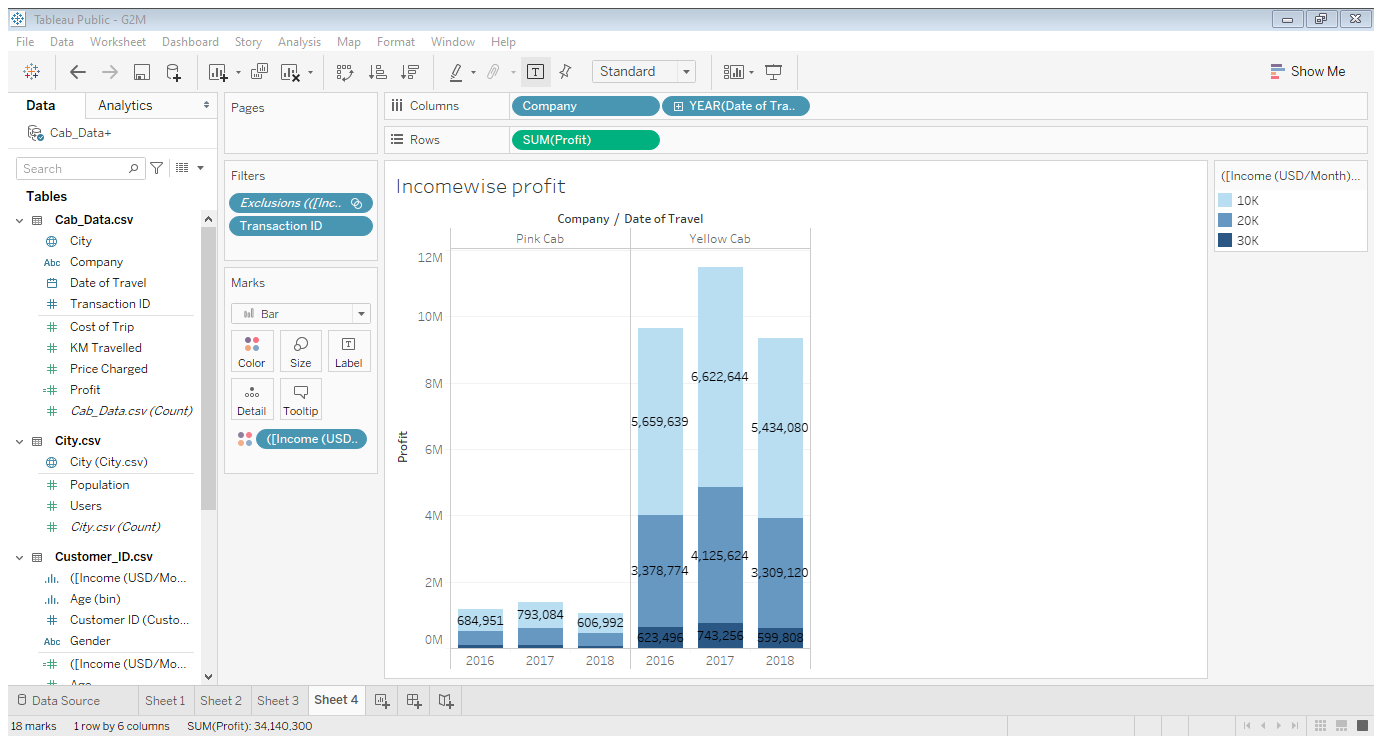 Tableau Public - G2M
File Data Worksheet Dashboard Story Analysis Map Format Window Help
Standard
Show Me
Data Analytics
Cab_Data+
Search
Tables
Cab_Data.csv
City
Abc Company
Date of Travel
Transaction ID
Cost of Trip
KM Travelled
Price Charged
Profit
Cab_Data.csv (Count)
City.csv
City (City.csv)
Population
Users
City.csv (Count)
Customer_ID.csv
([Income (USD/Mo...
Age (bin)
Customer ID (Custo...
Abc Gender
([Income (USD/Mo...
Age
Pages
Filters
Exclusions (([Inc..
Transaction ID
Marks
Bar
Color Size Label
Detail Tooltip
([Income (USD..
Columns Company YEAR(Date of Tra..
Rows SUM(Profit)
Incomewise profit
Company / Date of Travel
Pink Cab Yellow Cab
Profit
12M
10M
8M
6M
4M
2M
0M
684,951 793,084 606,992
5,659,639 6,622,644 5,434,080
3,378,774 4,125,624 3,309,120
623,496 743,256 599,808
2016 2017 2018 2016 2017 2018
([Income (USD/Month)...
10K
20K
30K
Data Source Sheet 1 Sheet 2 Sheet 3 Sheet 4
18 marks 1 row by 6 columns SUM(Profit): 34,140,300